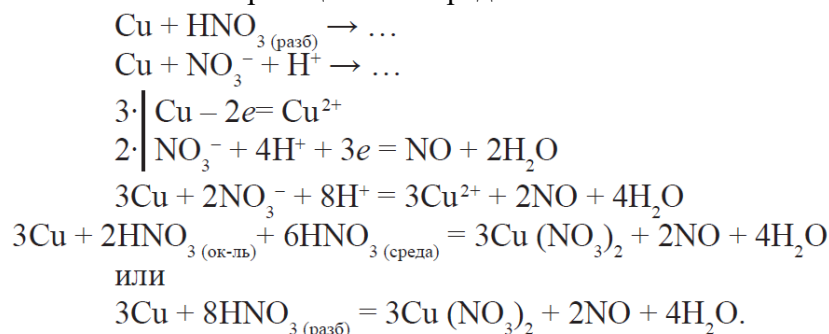 Cu + HNO₃ (разб) → …
Cu + NO₃⁻ + H⁺ → …
3·| Cu – 2e= Cu²⁺
2·| NO₃⁻ + 4H⁺ + 3e = NO + 2H₂O
3Cu + 2NO₃⁻ + 8H⁺ = 3Cu²⁺ + 2NO + 4H₂O
3Cu + 2HNO₃ (ок-ль)+ 6HNO₃ (среда) = 3Cu (NO₃)₂ + 2NO + 4H₂O
или
3Cu + 8HNO₃ (разб) = 3Cu (NO₃)₂ + 2NO + 4H₂O.